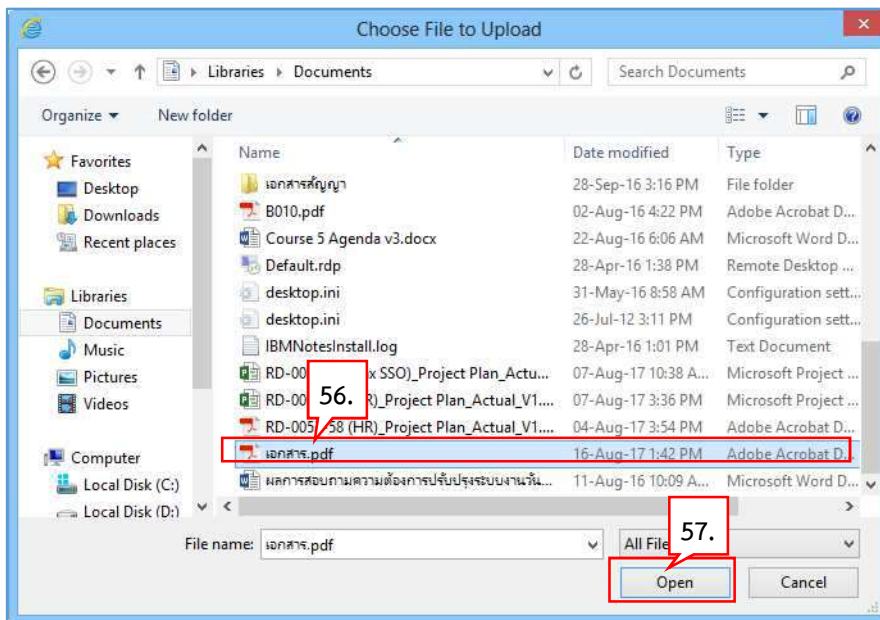 Choose File to Upload
Libraries Documents
Search Documents
Organize New folder
Name Date modified Type
Favorites
Desktop
Downloads
Recent places
Libraries
Documents
Music
Pictures
Videos
Computer
Local Disk (C:)
Local Disk (D:)
เอกสารสัญญา 28-Sep-16 3:16 PM File folder
B010.pdf 02-Aug-16 4:22 PM Adobe Acrobat D...
Course 5 Agenda v3.docx 22-Aug-16 6:06 AM Microsoft Word D...
Default.rdp 28-Apr-16 1:38 PM Remote Desktop ...
desktop.ini 31-May-16 8:58 AM Configuration sett...
desktop.ini 26-Jul-12 3:11 PM Configuration sett...
IBMNotesInstall.log 28-Apr-16 1:01 PM Text Document
RD-00 x SSO)_Project Plan_Actu... 07-Aug-17 10:38 A... Microsoft Project ...
RD-00 R)_Project Plan_Actual_V1.... 07-Aug-17 3:36 PM Microsoft Project ...
RD-005 58 (HR)_Project Plan_Actual_V1.... 04-Aug-17 3:54 PM Adobe Acrobat D...
เอกสาร.pdf 16-Aug-17 1:42 PM Adobe Acrobat D...
ผลการสอบถามความต้องการปรับปรุงระบบงานวัน... 11-Aug-16 10:09 A... Microsoft Word D...
56.
File name: เอกสาร.pdf All File
57.
Open Cancel